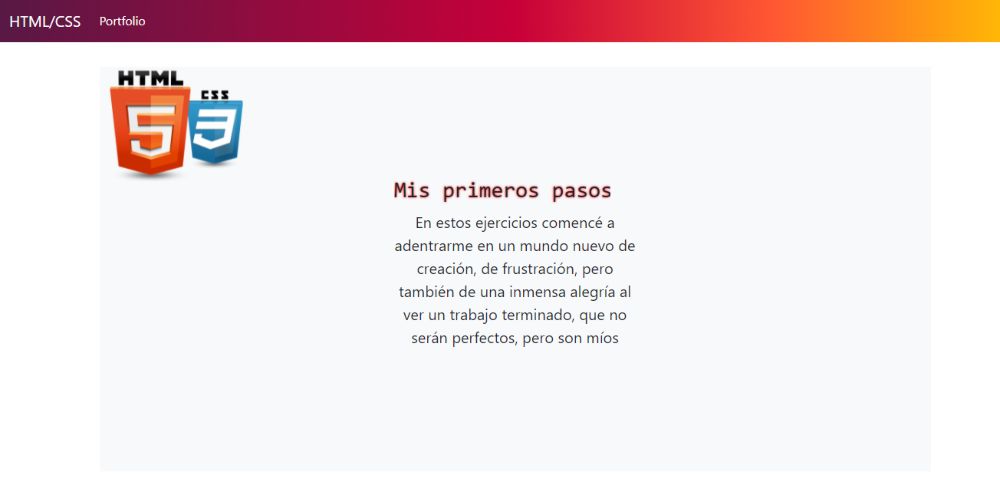 HTML/CSS Portfolio
HTML
5
CSS
3
Mis primeros pasos
En estos ejercicios comencé a
adentrarme en un mundo nuevo de
creación, de frustración, pero
también de una inmensa alegría al
ver un trabajo terminado, que no
serán perfectos, pero son míos